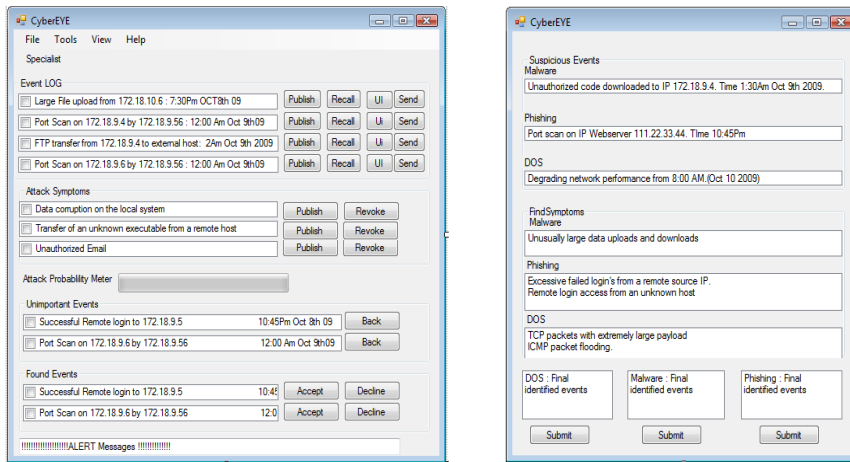 CyberEYE
File Tools View Help
Specialist
Event LOG
Large File upload from 172.18.10.6 : 7:30Pm OCT8th 09 Publish Recall UI Send
Port Scan on 172.18.9.4 by 172.18.9.56 : 12:00 Am Oct 9th09 Publish Recall Ui Send
FTP transfer from 172.18.9.4 to external host: 2Am Oct 9th 2009 Publish Recall Ui Send
Port Scan on 172.18.9.6 by 172.18.9.56 : 12:00 Am Oct 9th09 Publish Recall UI Send
Attack Symptoms
Data corruption on the local system Publish Revoke
Transfer of an unknown executable from a remote host Publish Revoke
Unauthorized Email Publish Revoke
Attack Probablility Meter
Unimportant Events
Successful Remote login to 172.18.9.5 10:45Pm Oct 8th 09 Back
Port Scan on 172.18.9.6 by 172.18.9.56 12:00 Am Oct 9th09 Back
Found Events
Successful Remote login to 172.18.9.5 10:45 Accept Decline
Port Scan on 172.18.9.6 by 172.18.9.56 12:0 Accept Decline
!!!!!!!!!!!!!!!!!!!!ALERT Messages !!!!!!!!!!!!!!
CyberEYE
Suspicious Events
Malware
Unauthorized code downloaded to IP 172.18.9.4. Time 1:30Am Oct 9th 2009.
Phishing
Port scan on IP Webserver 111.22.33.44. TIme 10:45Pm
DOS
Degrading network performance from 8:00 AM.(Oct 10 2009)
FindSymptoms
Malware
Unusually large data uploads and downloads
Phishing
Excessive failed login's from a remote source IP.
Remote login access from an unknown host
DOS
TCP packets with extremely large payload
ICMP packet flooding.
DOS : Final
identified events
Malware : Final
identified events
Phishing : Final
identified events
Submit Submit Submit